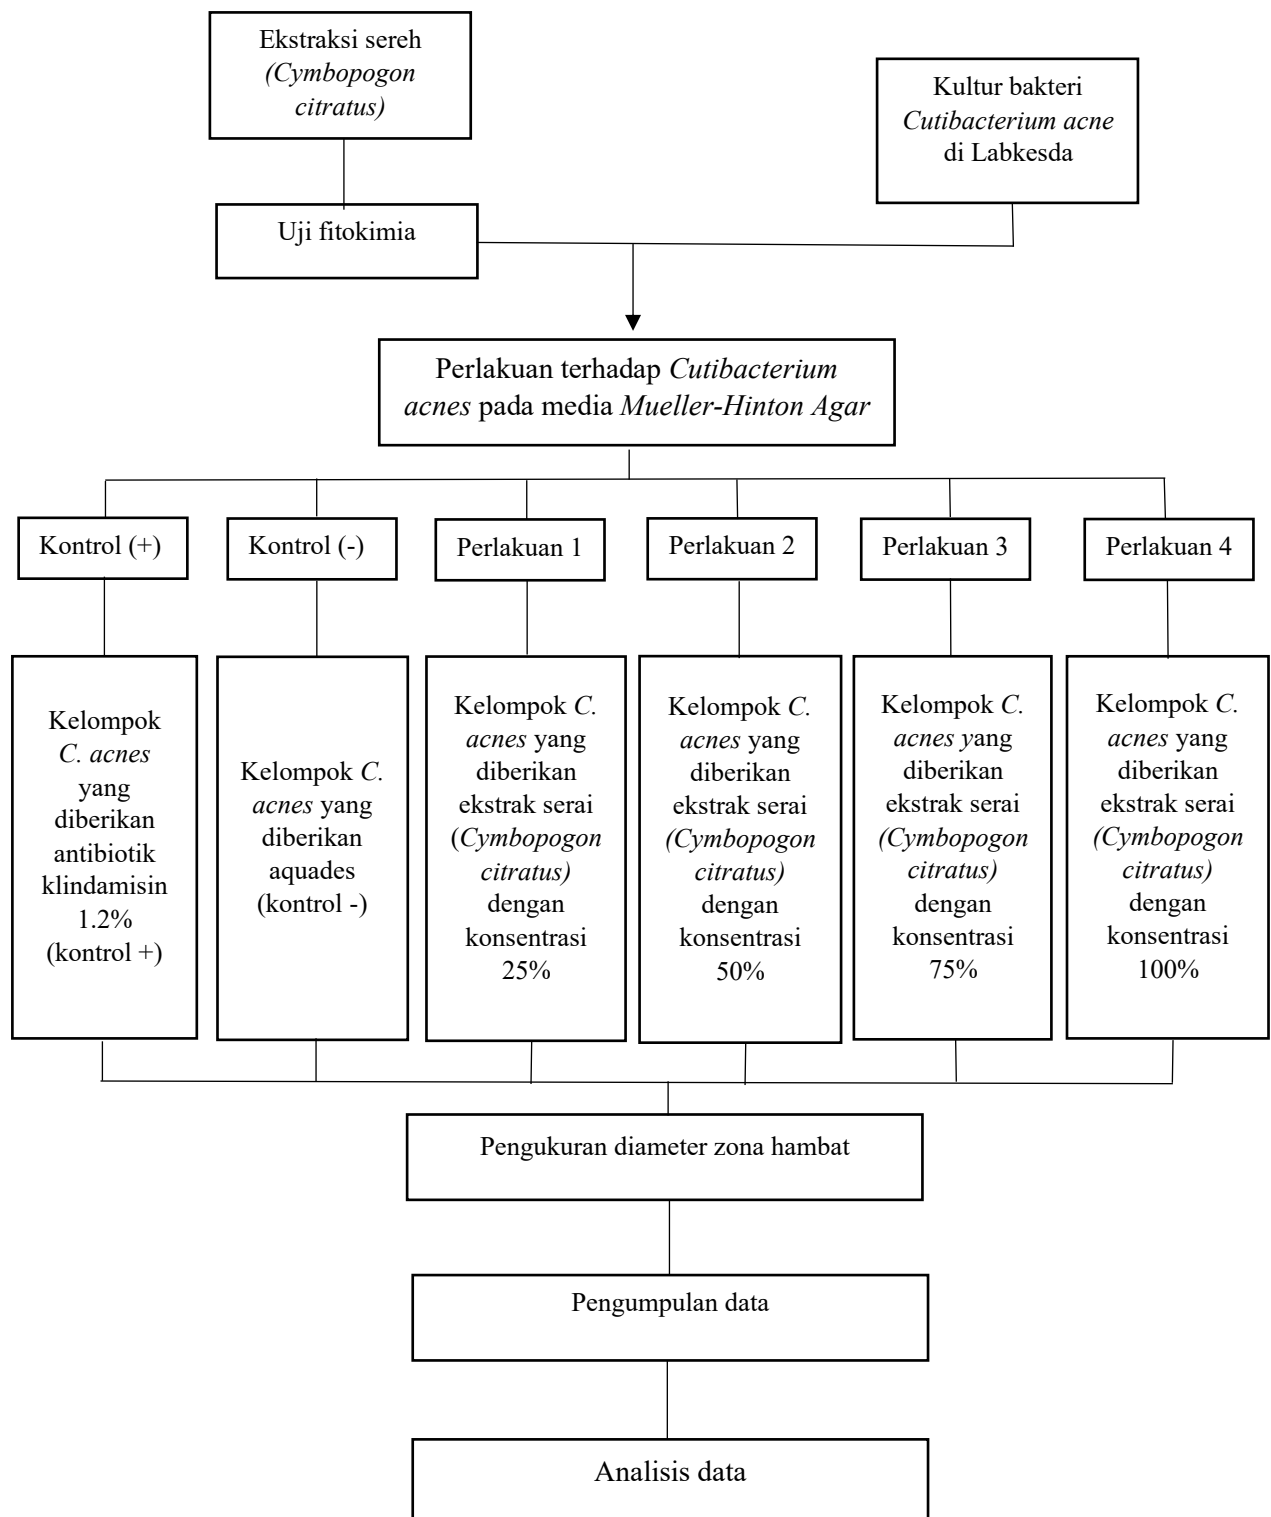 Ekstraksi sereh
(Cymbopogon
citratus)
Kultur bakteri
Cutibacterium acne
di Labkesda
Uji fitokimia
Perlakuan terhadap Cutibacterium
acnes pada media Mueller-Hinton Agar
Kontrol (+)
Kontrol (-)
Perlakuan 1
Perlakuan 2
Perlakuan 3
Perlakuan 4
Kelompok
C. acnes
yang
diberikan
antibiotik
klindamisin
1.2%
(kontrol +)
Kelompok C.
acnes yang
diberikan
aquades
(kontrol -)
Kelompok C.
acnes yang
diberikan
ekstrak serai
(Cymbopogon
citratus)
dengan
konsentrasi
25%
Kelompok C.
acnes yang
diberikan
ekstrak serai
(Cymbopogon
citratus)
dengan
konsentrasi
50%
Kelompok C.
acnes yang
diberikan
ekstrak serai
(Cymbopogon
citratus)
dengan
konsentrasi
75%
Kelompok C.
acnes yang
diberikan
ekstrak serai
(Cymbopogon
citratus)
dengan
konsentrasi
100%
Pengukuran diameter zona hambat
Pengumpulan data
Analisis data